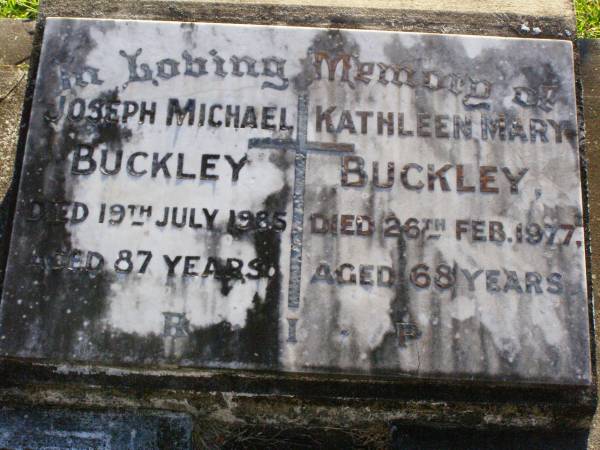 In Loving Memory of
JOSEPH MICHAEL
BUCKLEY
DIED 19TH JULY 1985
AGED 87 YEARS.
KATHLEEN MARY
BUCKLEY,
DIED 26TH FEB. 1977,
AGED 68 YEARS.
R . I . P